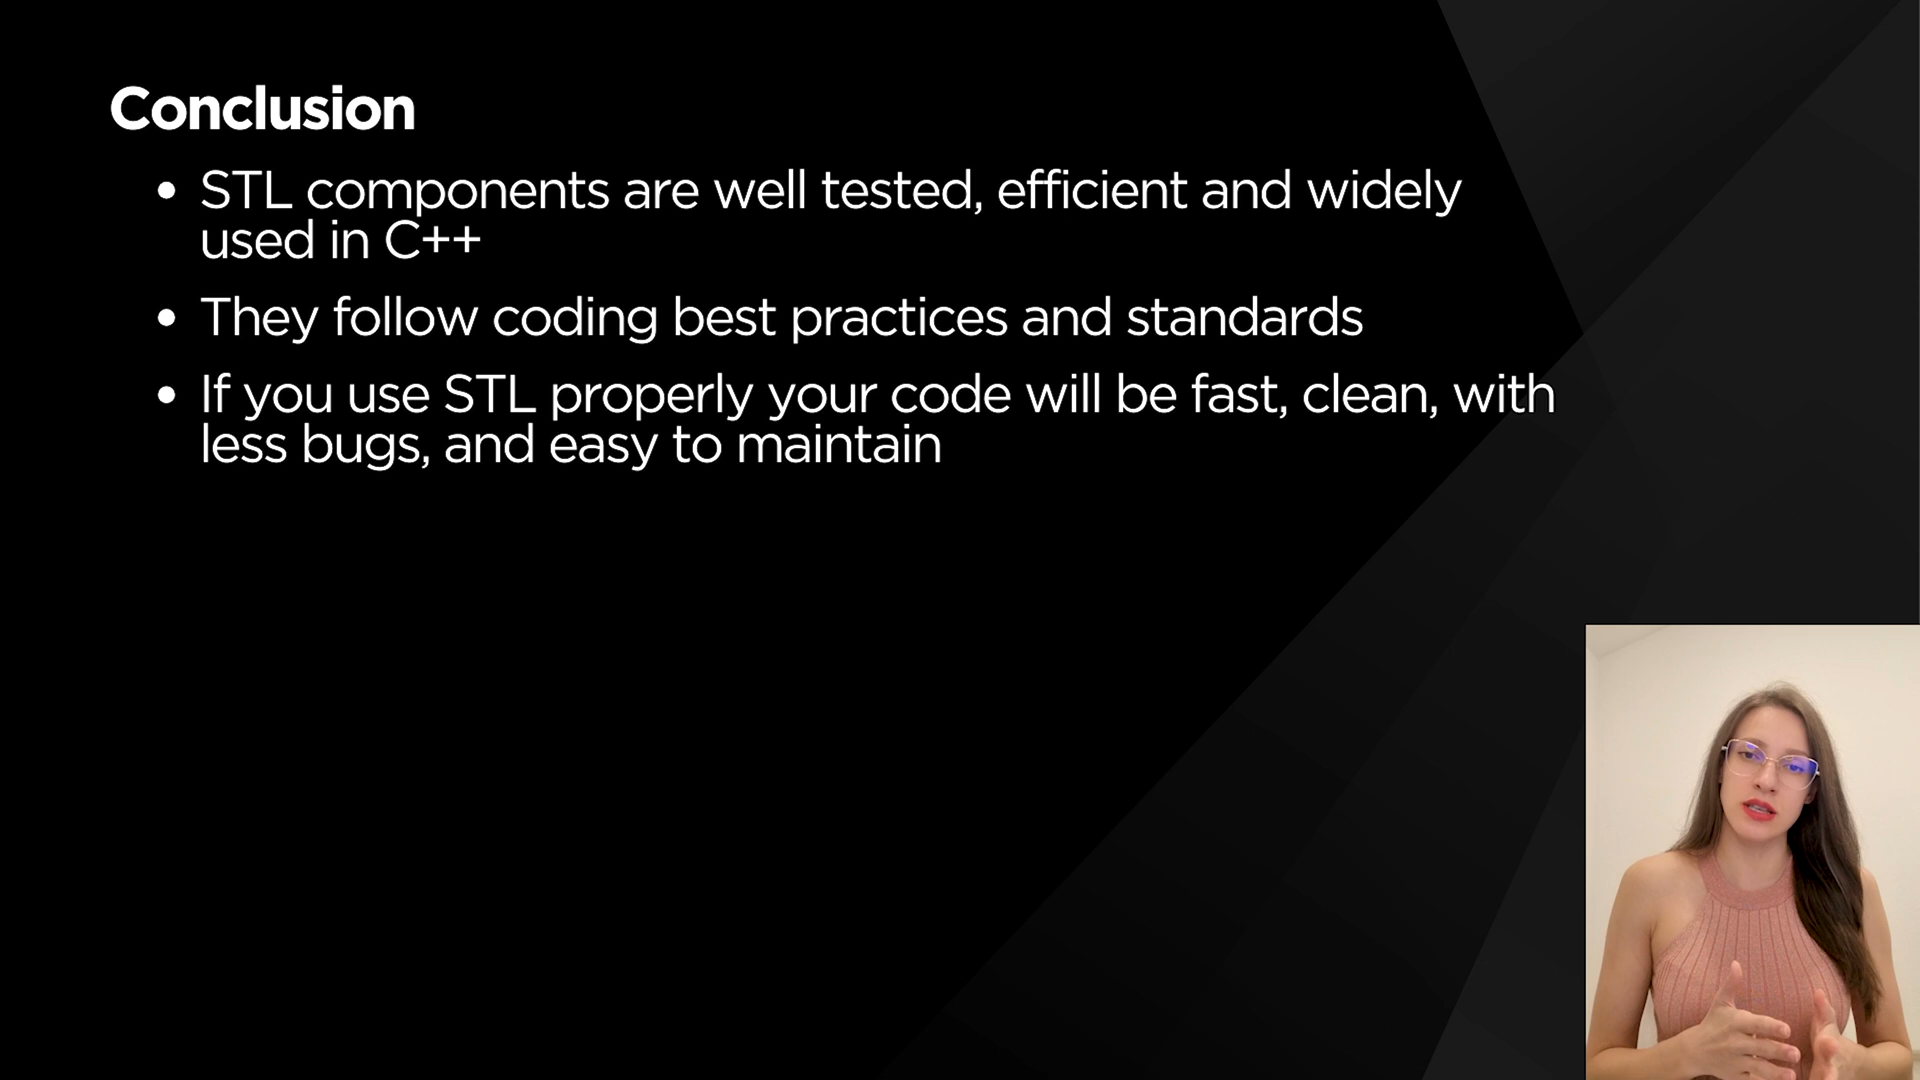 Conclusion
• STL components are well tested, efficient and widely
used in C++
• They follow coding best practices and standards
• If you use STL properly your code will be fast, clean, with
less bugs, and easy to maintain